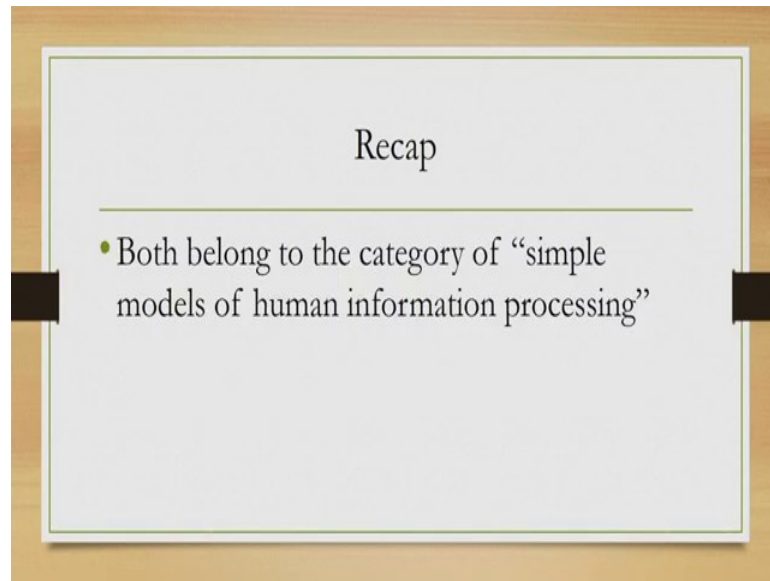 Recap
• Both belong to the category of “simple
models of human information processing”